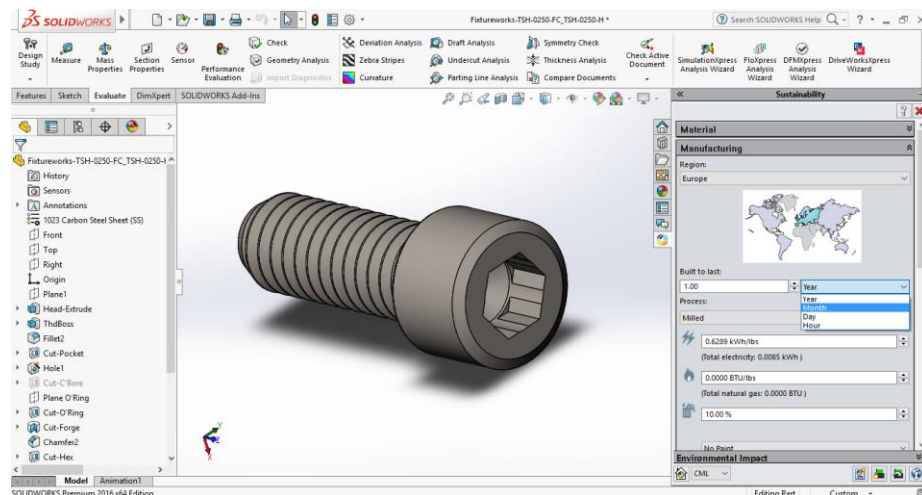 SOLIDWORKS
Fixtureworks-TSH-0250-FC_TSH-0250-H *
Search SOLIDWORKS Help
Design Study
Measure
Mass Properties
Section Properties
Sensor
Performance Evaluation
Check
Geometry Analysis
Import Diagnostics
Deviation Analysis
Zebra Stripes
Curvature
Draft Analysis
Undercut Analysis
Parting Line Analysis
Symmetry Check
Thickness Analysis
Compare Documents
Check Active Document
SimulationXpress Analysis Wizard
FloXpress Analysis Wizard
DFMXpress Analysis Wizard
DriveWorksXpress Wizard
Features Sketch Evaluate DimXpert SOLIDWORKS Add-Ins
Fixtureworks-TSH-0250-FC_TSH-0250-H
History
Sensors
Annotations
1023 Carbon Steel Sheet (SS)
Front
Top
Right
Origin
Plane1
Head-Extrude
ThdBoss
Fillet2
Cut-Pocket
Hole1
Cut-C'Bore
Plane O'Ring
Cut-O'Ring
Cut-Forge
Chamfer2
Cut-Hex
Model Animation1
SOLIDWORKS Premium 2016 x64 Edition
Sustainability
Material
Manufacturing
Region:
Europe
Built to last:
1.00 Year
Year
Month
Day
Hour
Process:
Milled
0.6289 kWh/lbs
(Total electricity: 0.0085 kWh )
0.0000 BTU/lbs
(Total natural gas: 0.0000 BTU )
10.00 %
No Paint
Environmental Impact
CML
Editing Part Custom